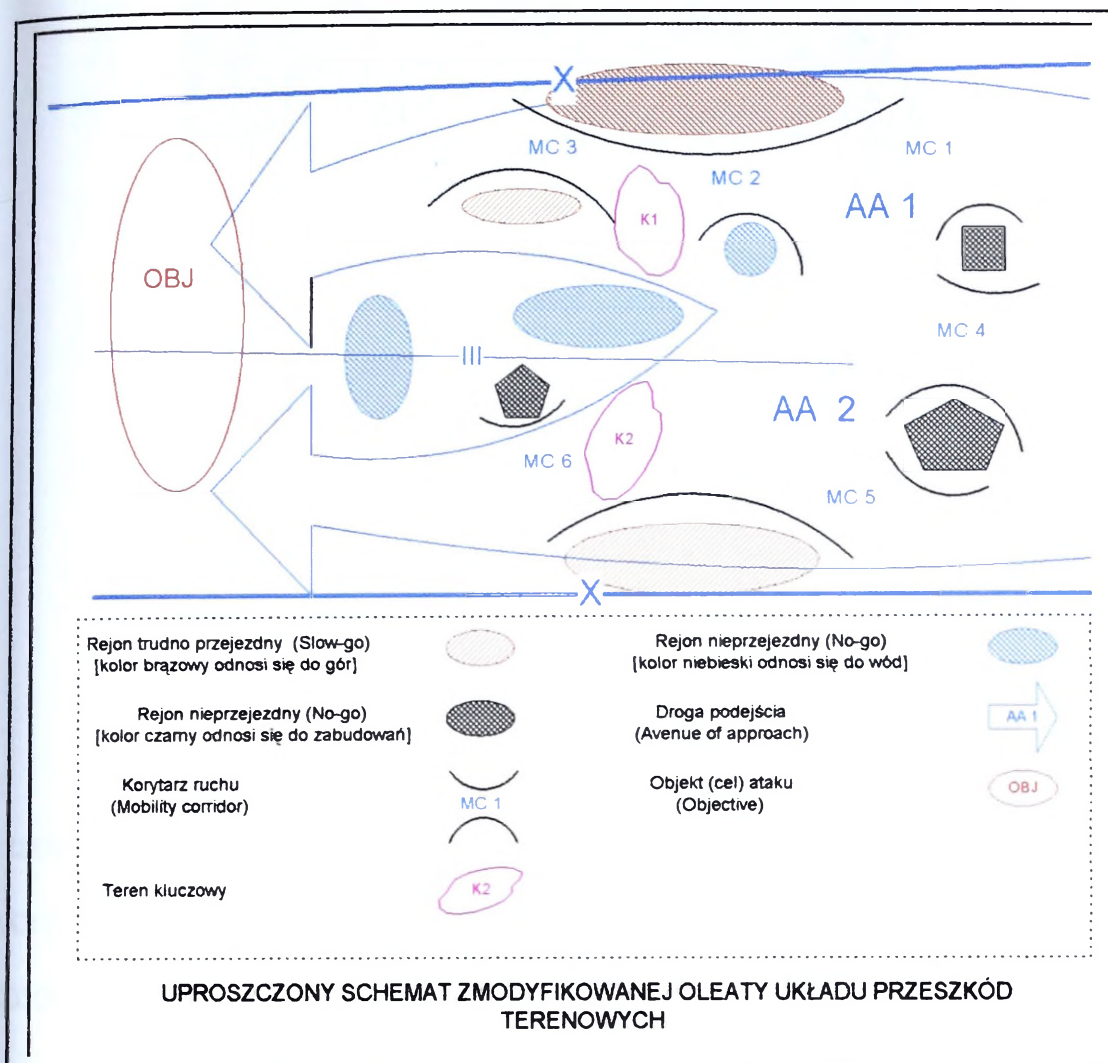 X
MC 3
MC 1
MC 2
AA 1
K1
OBJ
MC 4
III
AA 2
K2
MC 6
MC 5
X
Rejon trudno przejezdny (Slow-go)
[kolor brązowy odnosi się do gór]
Rejon nieprzejezdny (No-go)
[kolor niebieski odnosi się do wód]
Rejon nieprzejezdny (No-go)
[kolor czarny odnosi się do zabudowań]
Droga podejścia
(Avenue of approach)
AA 1
Korytarz ruchu
(Mobility corridor)
MC 1
Objekt (cel) ataku
(Objective)
OBJ
Teren kluczowy
K2
UPROSZCZONY SCHEMAT ZMODYFIKOWANEJ OLEATY UKŁADU PRZESZKÓD
TERENOWYCH